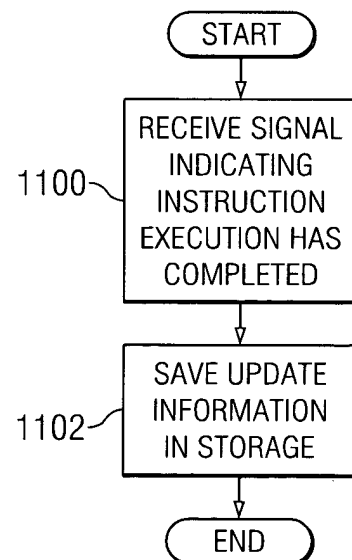 START
1100
RECEIVE SIGNAL
INDICATING
INSTRUCTION
EXECUTION HAS
COMPLETED
1102
SAVE UPDATE
INFORMATION
IN STORAGE
END